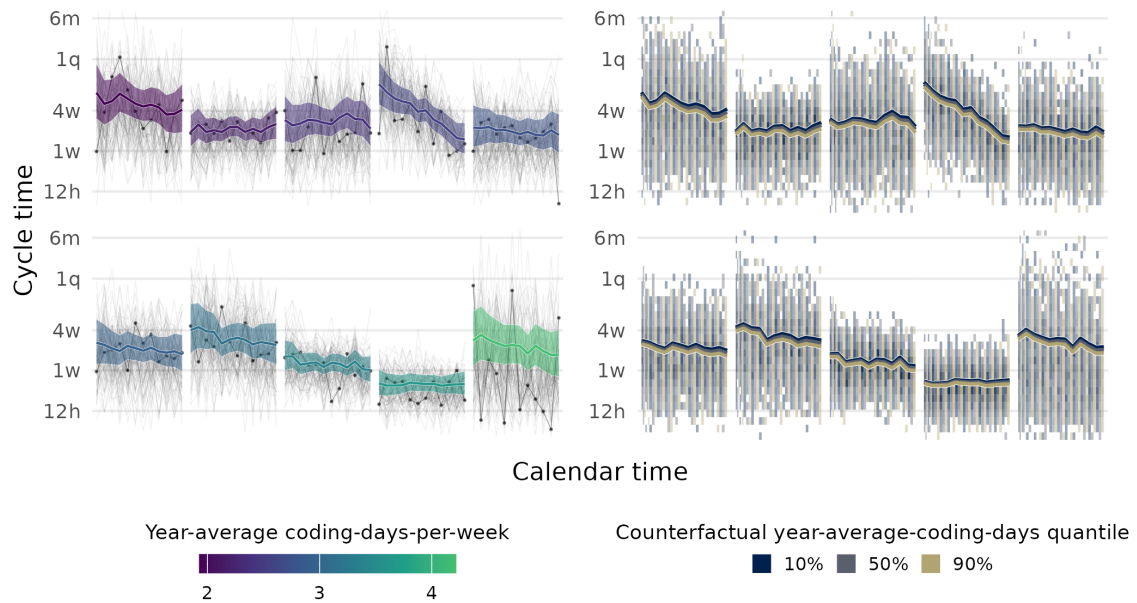 6m
1q
4w
1w
12h
6m
1q
4w
1w
12h
Cycle time
6m
1q
4w
1w
12h
6m
1q
4w
1w
12h
Calendar time
Year-average coding-days-per-week
2 3 4
Counterfactual year-average-coding-days quantile
10% 50% 90%